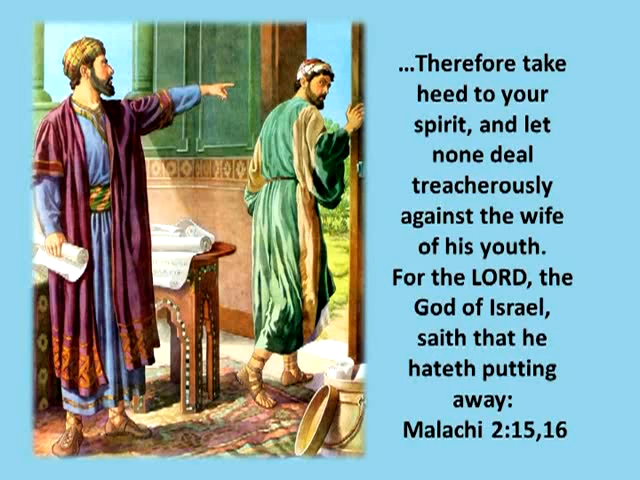 …Therefore take
heed to your
spirit, and let
none deal
treacherously
against the wife
of his youth.
For the LORD, the
God of Israel,
saith that he
hateth putting
away:
Malachi 2:15,16